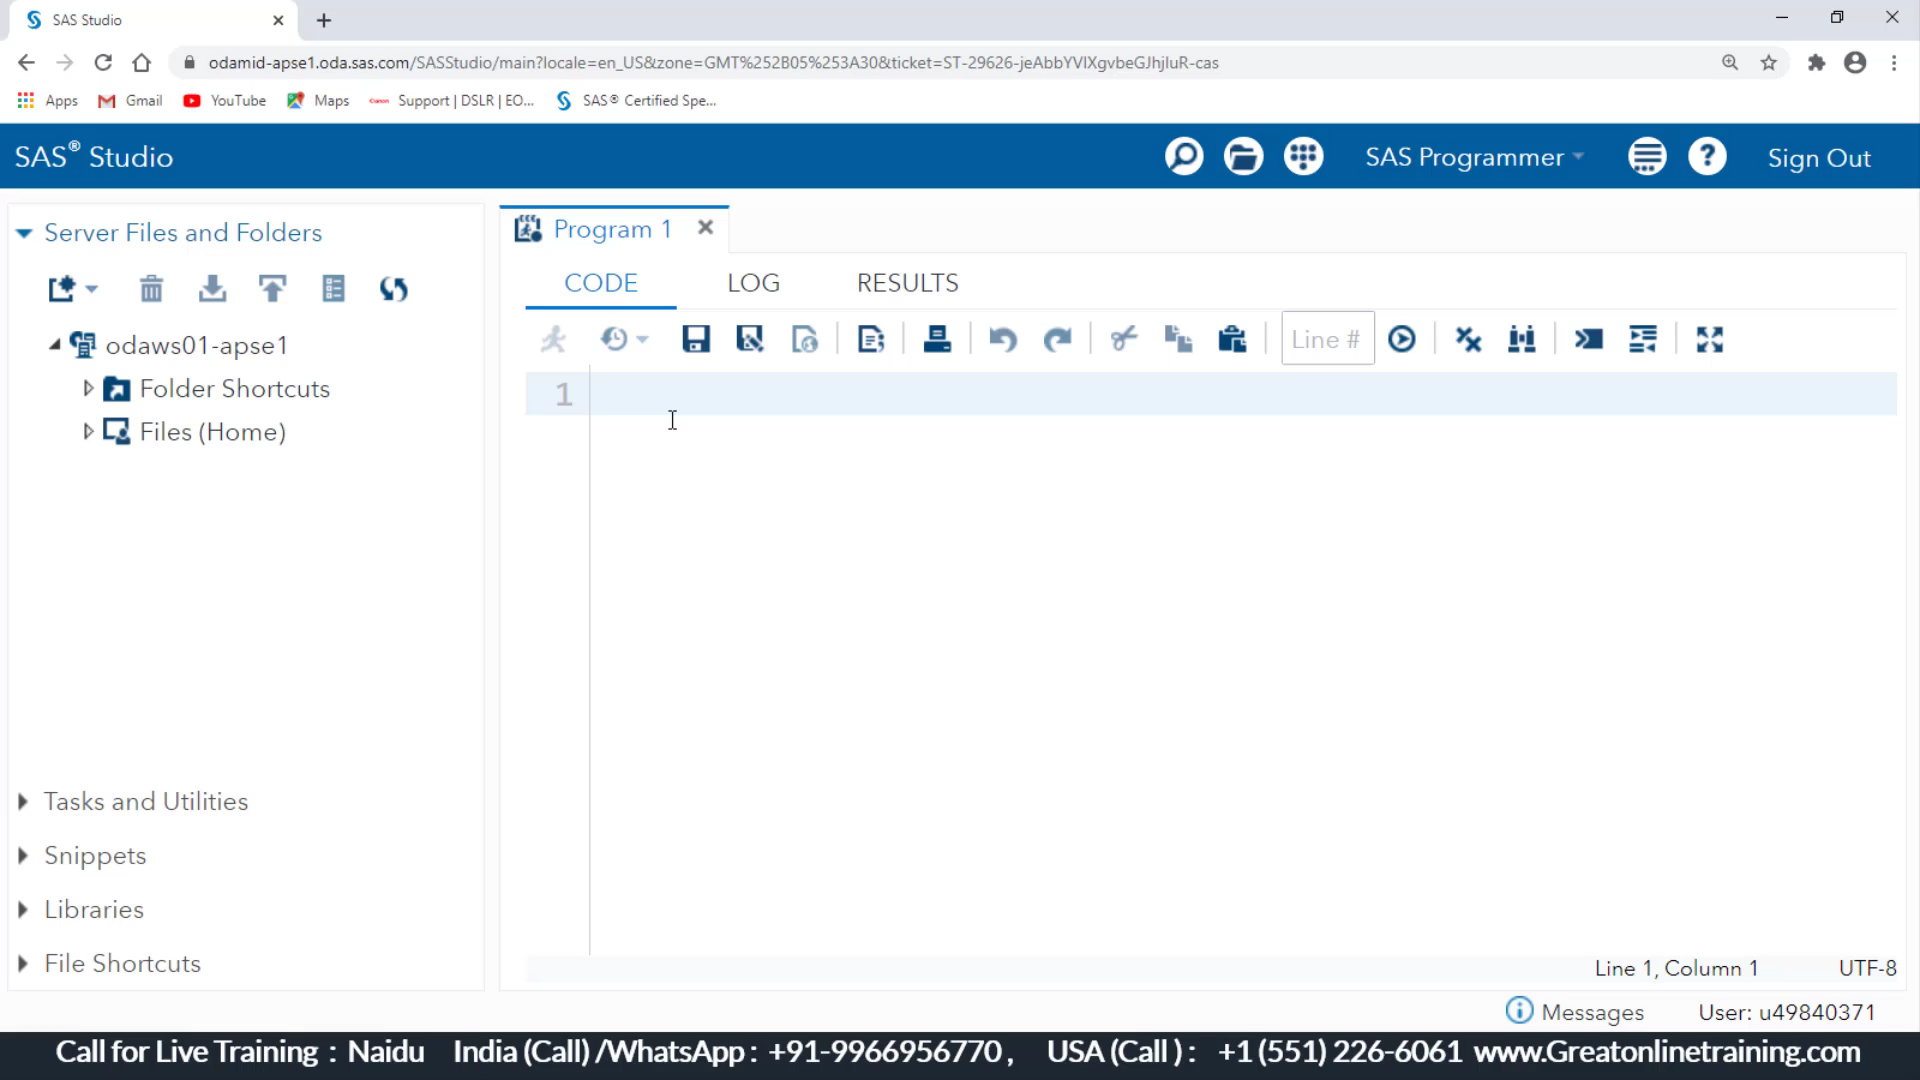 SAS Studio
odamid-apse1.oda.sas.com/SASStudio/main?locale=en_US&zone=GMT%252B05%253A30&ticket=ST-29626-jeAbbYVlXgvbeGJhjluR-cas
Apps Gmail YouTube Maps Canon Support | DSLR | EO... SAS® Certified Spe...
SAS® Studio SAS Programmer Sign Out
Server Files and Folders
odaws01-apse1
Folder Shortcuts
Files (Home)
Tasks and Utilities
Snippets
Libraries
File Shortcuts
Program 1
CODE LOG RESULTS
Line #
1
Line 1, Column 1 UTF-8
Messages User: u49840371
Call for Live Training : Naidu India (Call) /WhatsApp : +91-9966956770 , USA (Call ) : +1 (551) 226-6061 www.Greatonlinetraining.com